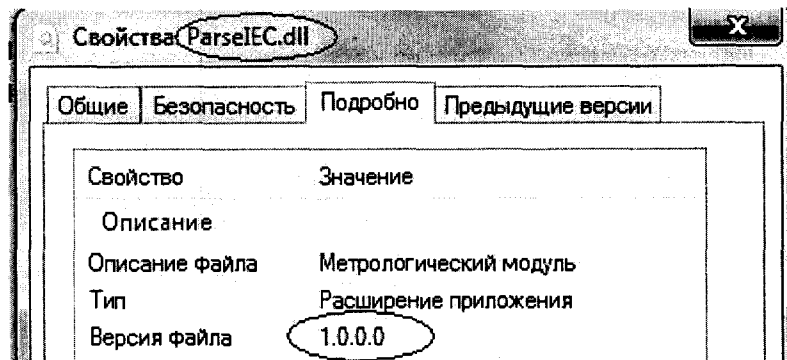 Свойства: ParseIEC.dll
x
Общие Безопасность Подробно Предыдущие версии
Свойство Значение
Описание
Описание файла Метрологический модуль
Тип Расширение приложения
Версия файла 1.0.0.0